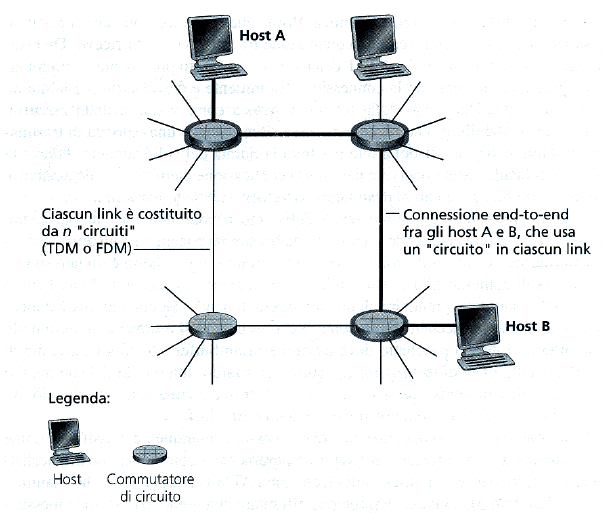 Host A
Ciascun link è costituito
da n "circuiti"
(TDM o FDM)
Connessione end-to-end
fra gli host A e B, che usa
un "circuito" in ciascun link
Host B
Legenda:
Host
Commutatore
di circuito